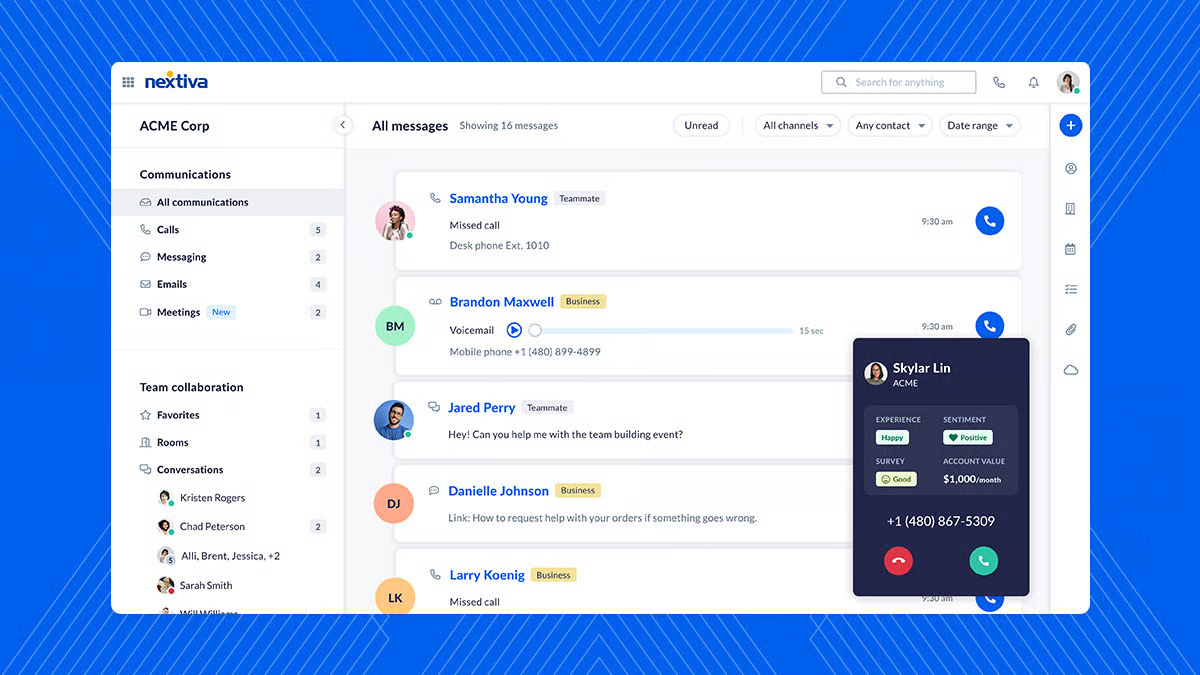 nextiva
Search for anything
ACME Corp
All messages
Showing 16 messages
Unread
All channels
Any contact
Date range
Communications
All communications
Calls 5
Messaging 2
Emails 4
Meetings New 2
Team collaboration
Favorites 1
Rooms 1
Conversations 2
Kristen Rogers
Chad Peterson 2
5 Alli, Brent, Jessica, +2
Sarah Smith
Will Williams
Samantha Young Teammate
Missed call
9:30 am
Desk phone Ext. 1010
BM
Brandon Maxwell Business
Voicemail 15 sec
9:30 am
Mobile phone +1 (480) 899-4899
Jared Perry Teammate
Hey! Can you help me with the team building event?
DJ
Danielle Johnson Business
Link: How to request help with your orders if something goes wrong.
LK
Larry Koenig Business
Missed call
9:30 am
Skylar Lin
ACME
EXPERIENCE SENTIMENT
Happy Positive
SURVEY ACCOUNT VALUE
Good $1,000/month
+1 (480) 867-5309